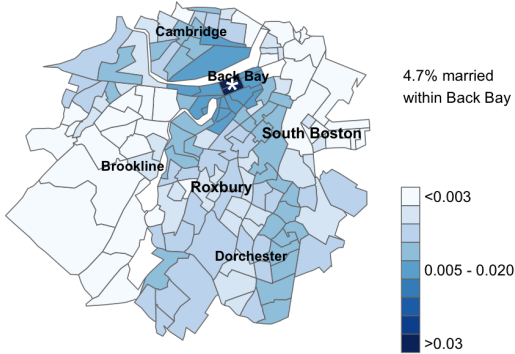 Cambridge
Back Bay
*
4.7% married
within Back Bay
South Boston
Brookline
Roxbury
Dorchester
<0.003
0.005 - 0.020
>0.03